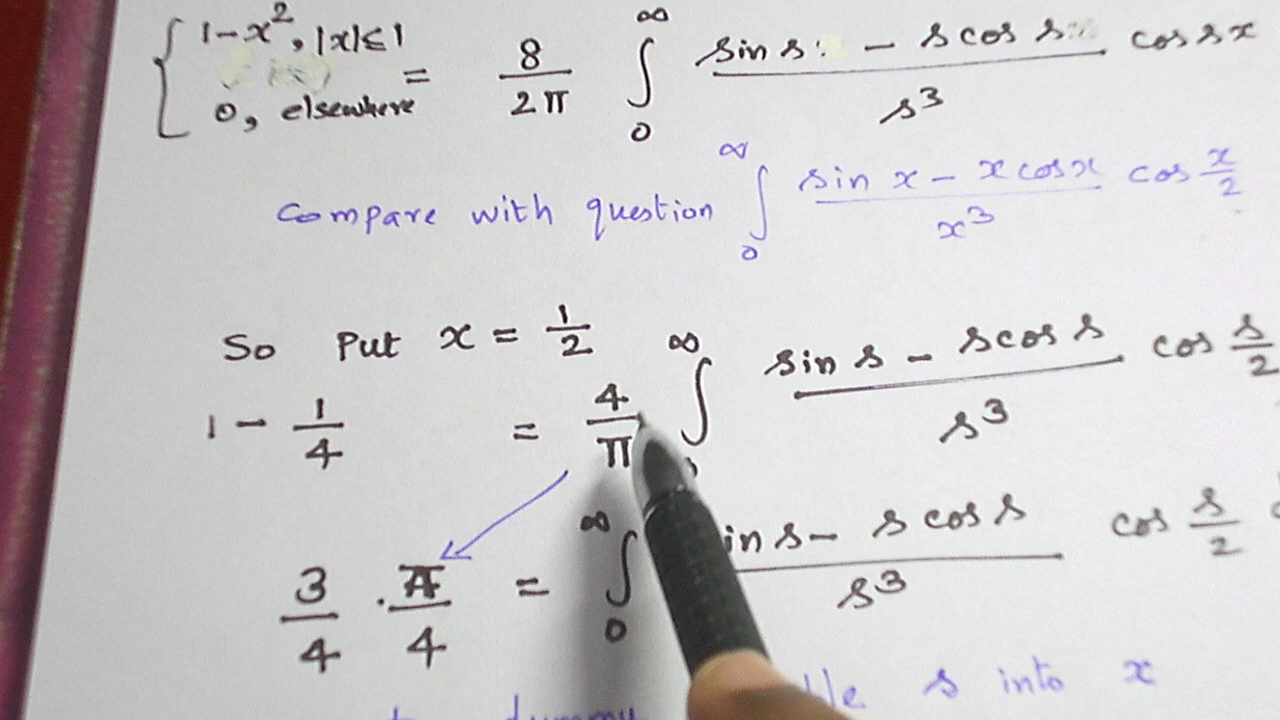 { 1-x², |x|≤1
0, elsewhere = 8/2π ∫₀^∞ (sin s - s cos s)/s³ cos sx
Compare with question ∫₀^∞ (sin x - x cos x)/x³ cos x/2
So Put x = 1/2
1 - 1/4 = 4/π ∫ (sin s - s cos s)/s³ cos s/2
3/4 . π/4 = ∫₀^∞ in s - s cos s/s³ cos s/2
s into x